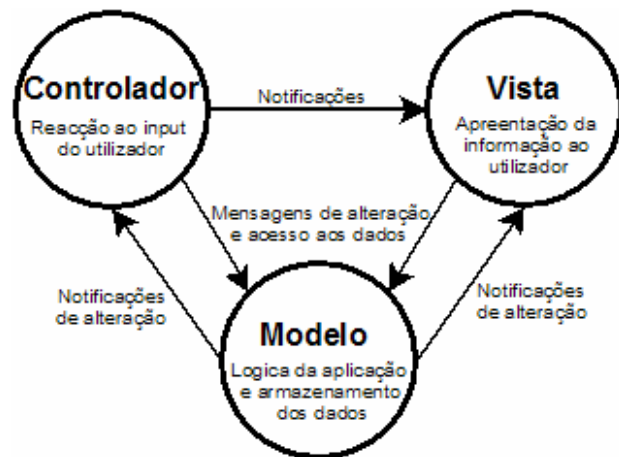 Controlador
Reacção ao input
do utilizador
Notificações
Vista
Apreentação da
informação ao
utilizador
Mensagens de alteração
e acesso aos dados
Notificações
de alteração
Notificações
de alteração
Modelo
Logica da aplicação
e armazenamento
dos dados